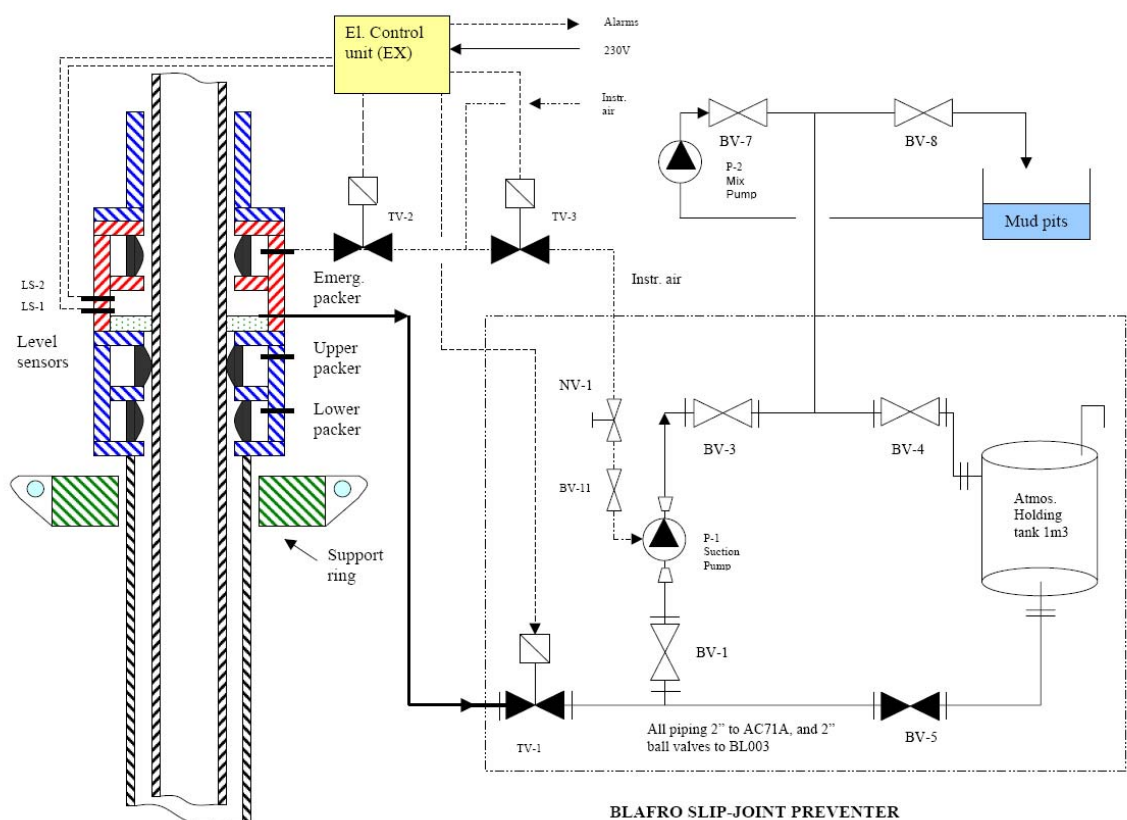 El. Control
unit (EX)
Alarms
230V
Instr.
air
BV-7
BV-8
P-2
Mix
Pump
Mud pits
TV-2
TV-3
LS-2
LS-1
Level
sensors
Emerg.
packer
Instr. air
Upper
packer
Lower
packer
NV-1
BV-3
BV-4
BV-11
Atmos.
Holding
tank 1m3
P-1
Suction
Pump
Support
ring
BV-1
TV-1
All piping 2" to AC71A, and 2"
ball valves to BL003
BV-5
BLAFRO SLIP-JOINT PREVENTER